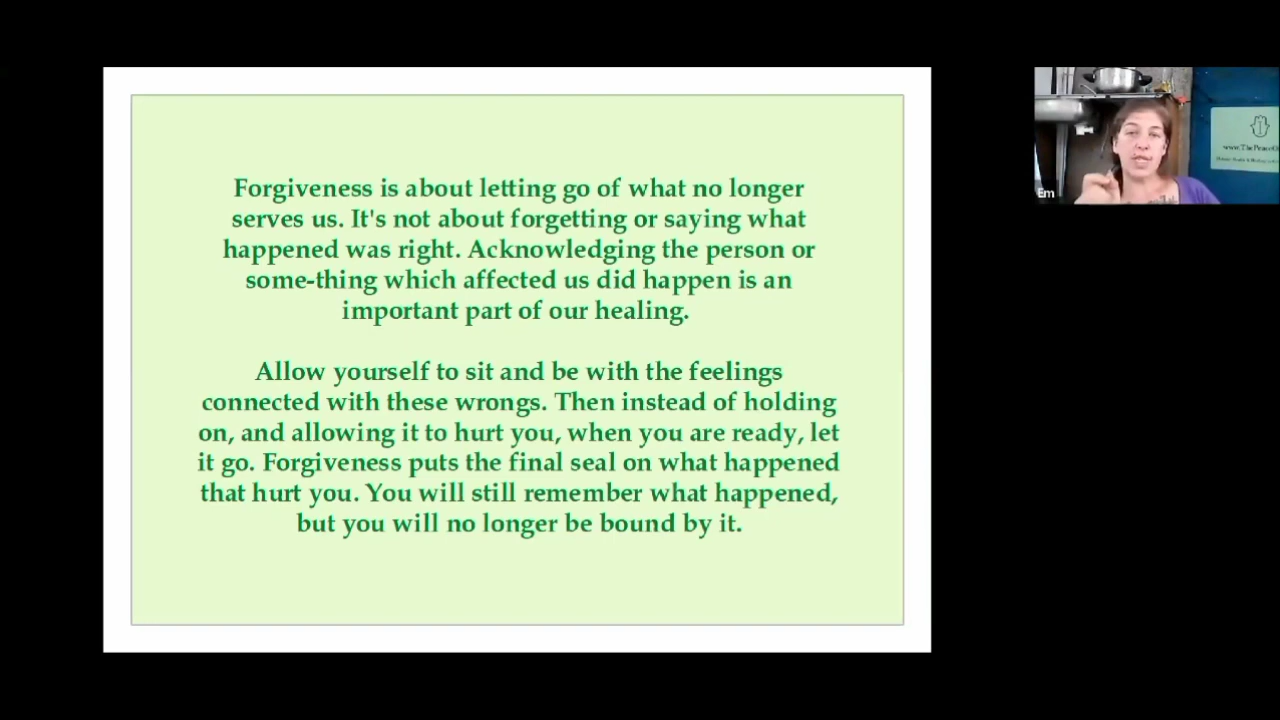 Forgiveness is about letting go of what no longer
serves us. It's not about forgetting or saying what
happened was right. Acknowledging the person or
some-thing which affected us did happen is an
important part of our healing.
Allow yourself to sit and be with the feelings
connected with these wrongs. Then instead of holding
on, and allowing it to hurt you, when you are ready, let
it go. Forgiveness puts the final seal on what happened
that hurt you. You will still remember what happened,
but you will no longer be bound by it.
Em